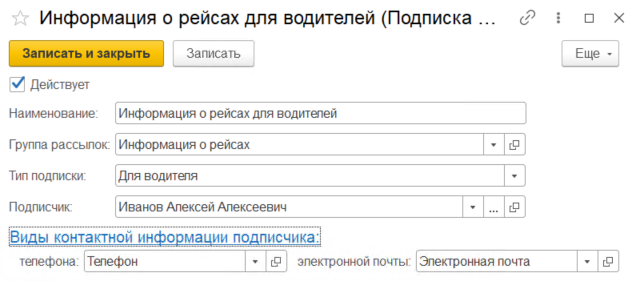 Информация о рейсах для водителей (Подписка ...
Записать и закрыть Записать Еще
Действует
Наименование: Информация о рейсах для водителей
Группа рассылок: Информация о рейсах
Тип подписки: Для водителя
Подписчик: Иванов Алексей Алексеевич ...
Виды контактной информации подписчика:
телефона: Телефон электронной почты: Электронная почта